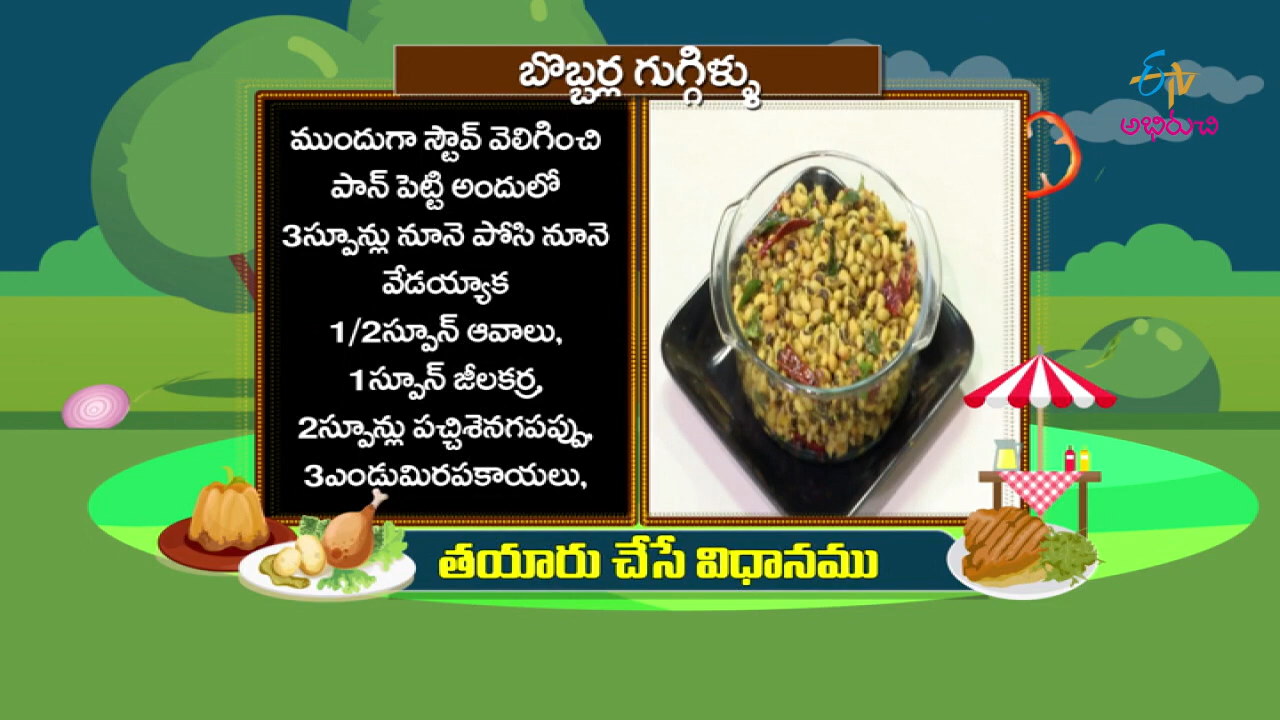 బొబ్బర్ల గుగ్గిళ్ళు
ETV
అభిరుచి
ముందుగా స్టౌవ్ వెలిగించి
పాన్ పెట్టి అందులో
3స్పూన్లు నూనె పోసి నూనె
వేడయ్యాక
1/2స్పూన్ ఆవాలు,
1స్పూన్ జీలకర్ర,
2స్పూన్లు పచ్చిశెనగపప్పు,
3ఎండుమిరపకాయలు,
తయారు చేసే విధానము